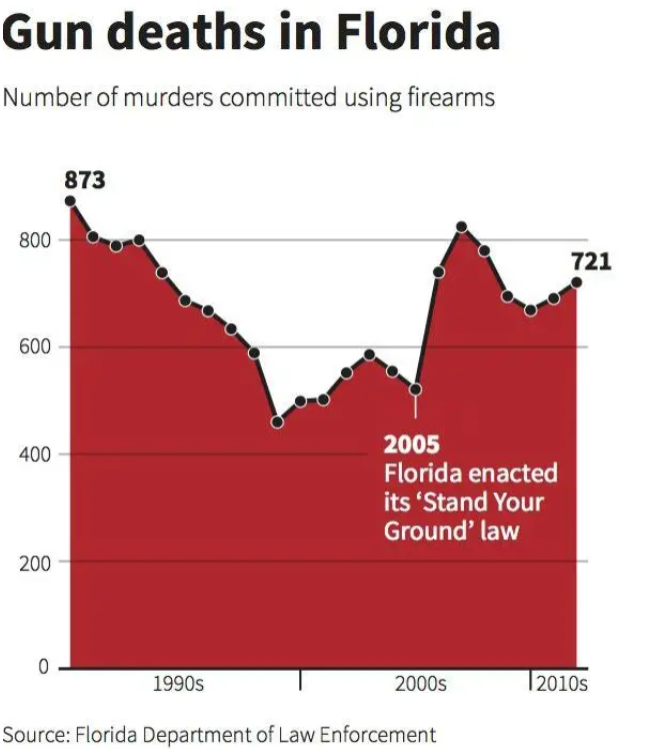 Gun deaths in Florida
Number of murders committed using firearms
873
800
721
600
400
2005
Florida enacted
its ‘Stand Your
Ground’ law
200
0
1990s
2000s
2010s
Source: Florida Department of Law Enforcement